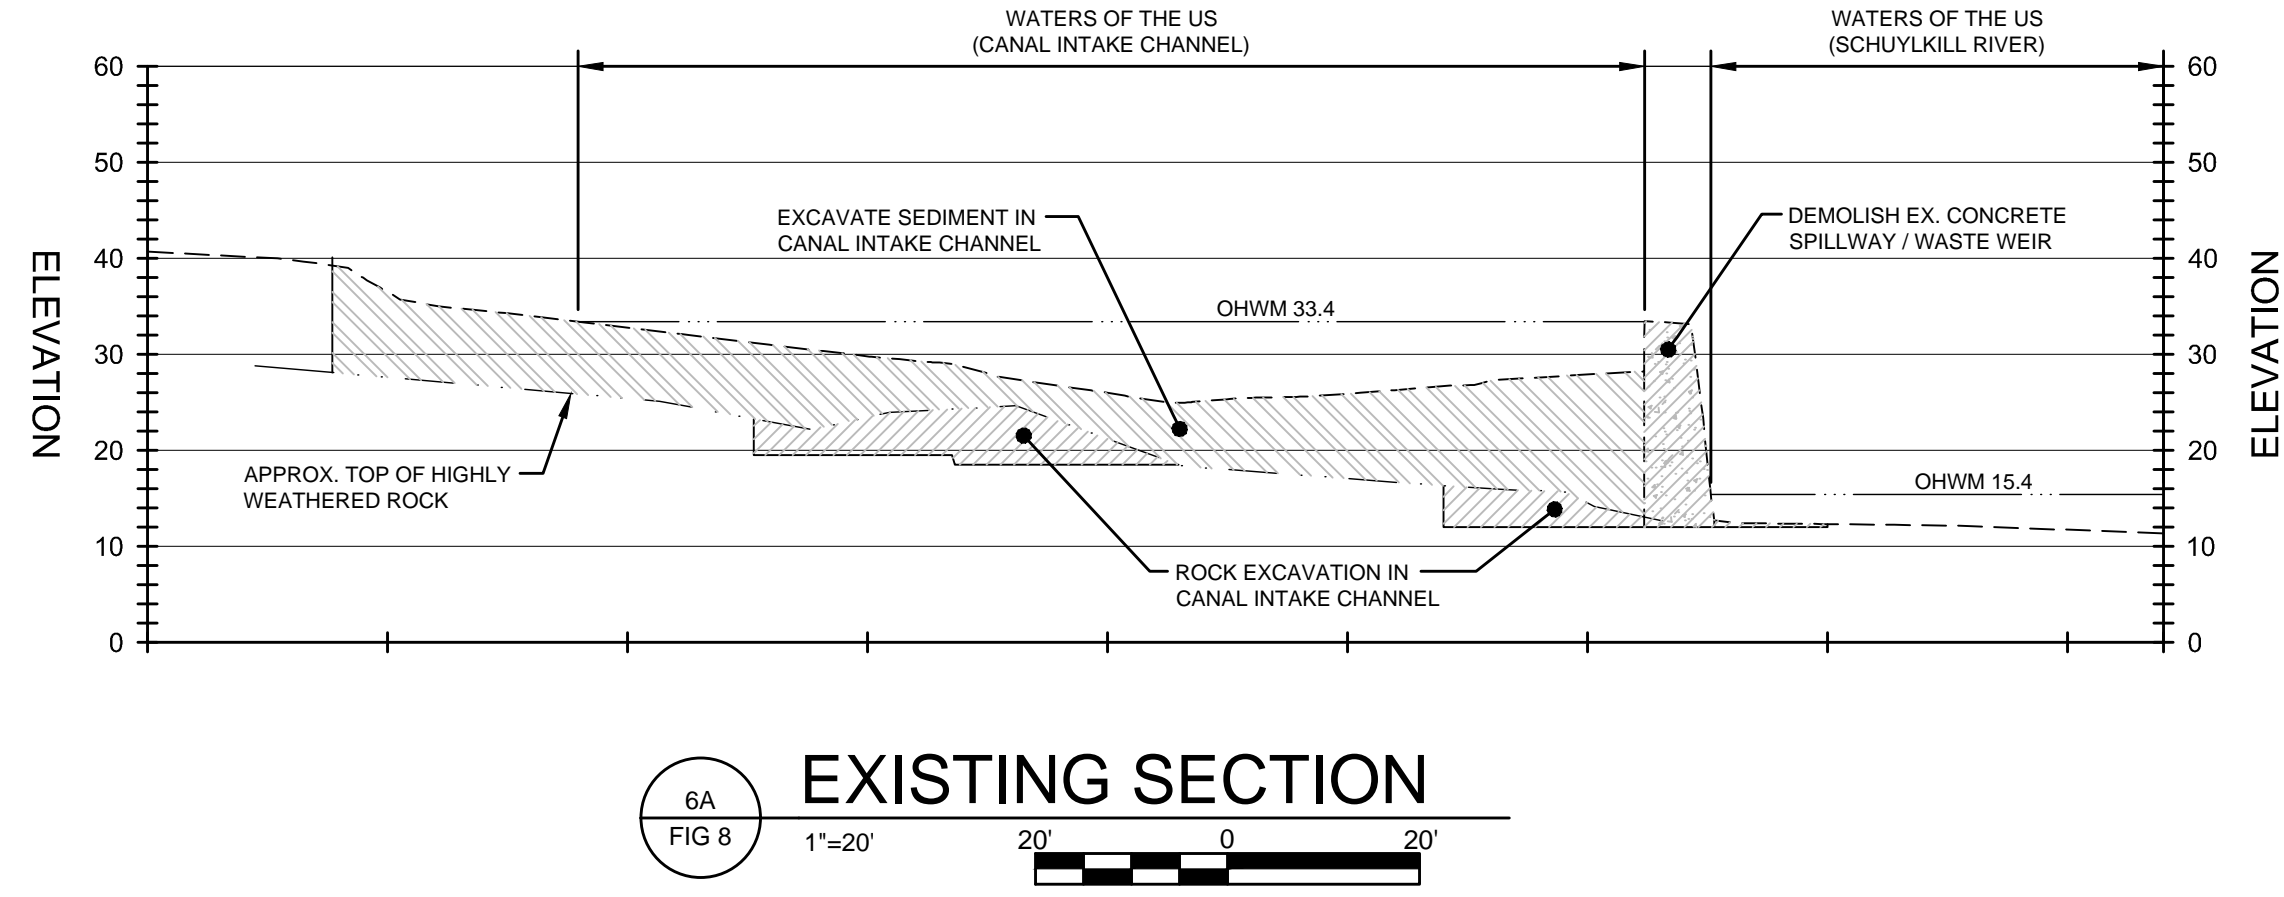 WATERS OF THE US
(CANAL INTAKE CHANNEL)
WATERS OF THE US
(SCHUYLKILL RIVER)
60
60
50
50
EXCAVATE SEDIMENT IN
CANAL INTAKE CHANNEL
DEMOLISH EX. CONCRETE
SPILLWAY / WASTE WEIR
40
40
ELEVATION
ELEVATION
OHWM 33.4
30
30
20
20
APPROX. TOP OF HIGHLY
WEATHERED ROCK
OHWM 15.4
10
10
ROCK EXCAVATION IN
CANAL INTAKE CHANNEL
0
0
6A
FIG 8
EXISTING SECTION
1"=20'
20' 0 20'